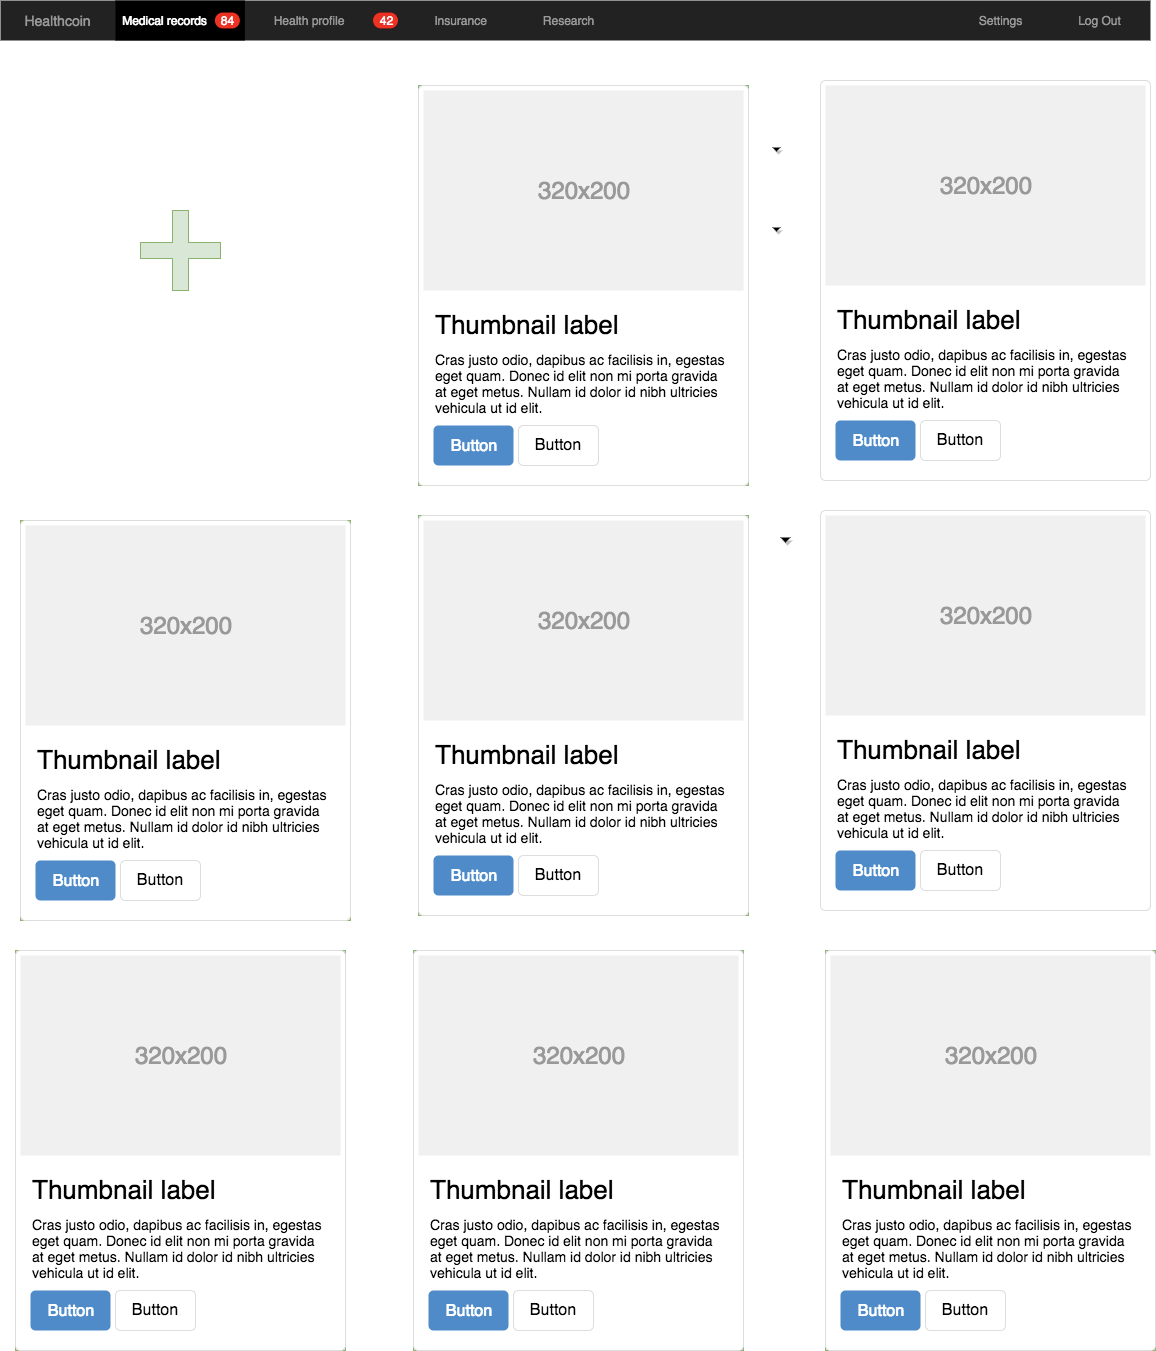 Healthcoin Medical records 84 Health profile 42 Insurance Research Settings Log Out
320x200
Thumbnail label
Cras justo odio, dapibus ac facilisis in, egestas
eget quam. Donec id elit non mi porta gravida
at eget metus. Nullam id dolor id nibh ultricies
vehicula ut id elit.
Button Button
320x200
Thumbnail label
Cras justo odio, dapibus ac facilisis in, egestas
eget quam. Donec id elit non mi porta gravida
at eget metus. Nullam id dolor id nibh ultricies
vehicula ut id elit.
Button Button
320x200
Thumbnail label
Cras justo odio, dapibus ac facilisis in, egestas
eget quam. Donec id elit non mi porta gravida
at eget metus. Nullam id dolor id nibh ultricies
vehicula ut id elit.
Button Button
320x200
Thumbnail label
Cras justo odio, dapibus ac facilisis in, egestas
eget quam. Donec id elit non mi porta gravida
at eget metus. Nullam id dolor id nibh ultricies
vehicula ut id elit.
Button Button
320x200
Thumbnail label
Cras justo odio, dapibus ac facilisis in, egestas
eget quam. Donec id elit non mi porta gravida
at eget metus. Nullam id dolor id nibh ultricies
vehicula ut id elit.
Button Button
320x200
Thumbnail label
Cras justo odio, dapibus ac facilisis in, egestas
eget quam. Donec id elit non mi porta gravida
at eget metus. Nullam id dolor id nibh ultricies
vehicula ut id elit.
Button Button
320x200
Thumbnail label
Cras justo odio, dapibus ac facilisis in, egestas
eget quam. Donec id elit non mi porta gravida
at eget metus. Nullam id dolor id nibh ultricies
vehicula ut id elit.
Button Button
320x200
Thumbnail label
Cras justo odio, dapibus ac facilisis in, egestas
eget quam. Donec id elit non mi porta gravida
at eget metus. Nullam id dolor id nibh ultricies
vehicula ut id elit.
Button Button